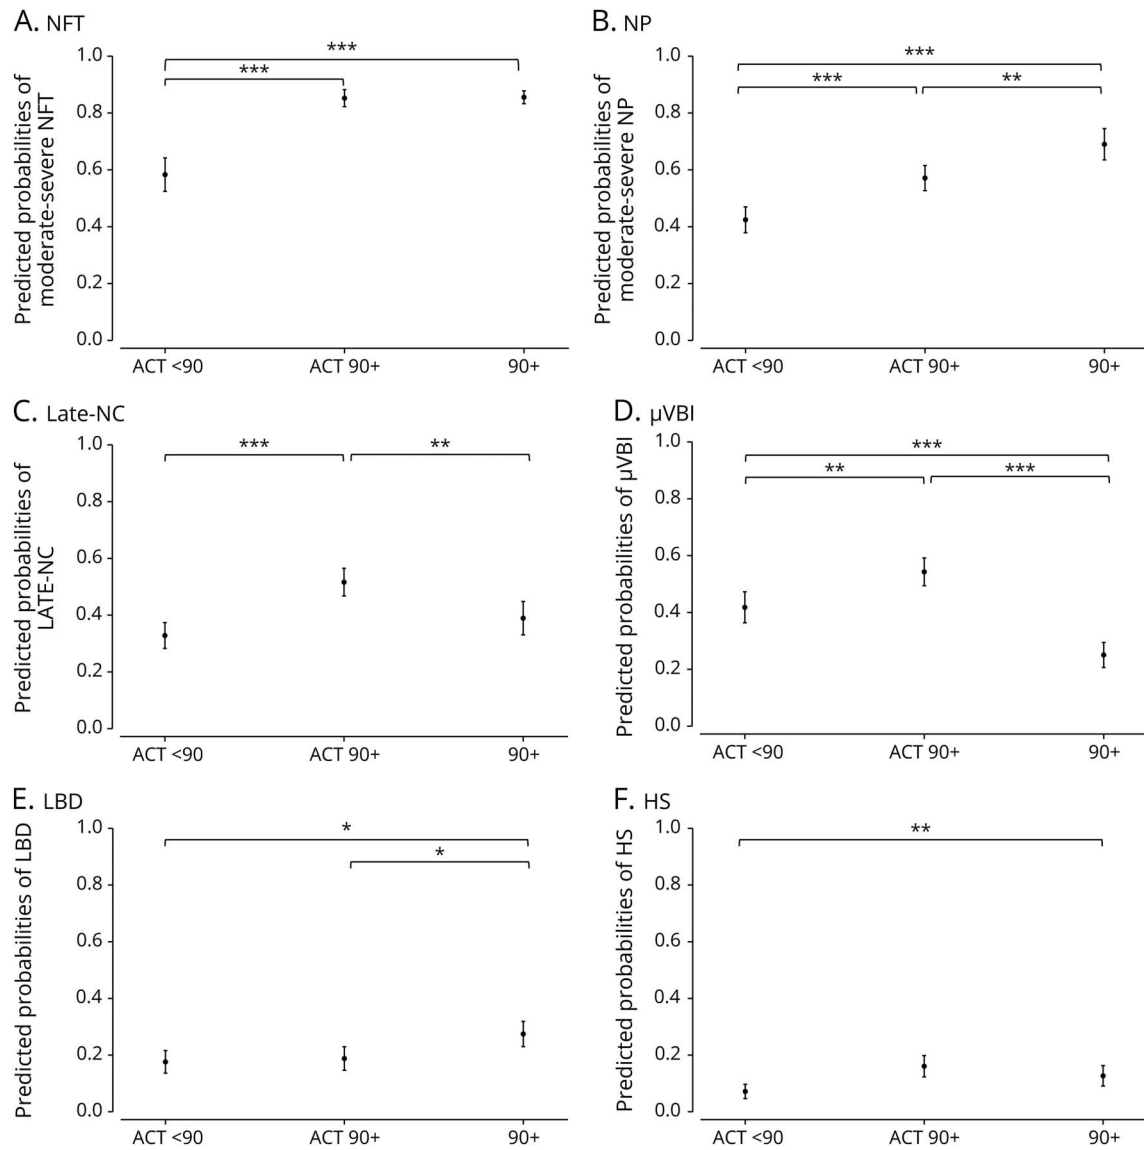 A. NFT
Predicted probabilities of
moderate-severe NFT
1.0
0.8
0.6
0.4
0.2
0.0
***
***
ACT <90
ACT 90+
90+
B. NP
Predicted probabilities of
moderate-severe NP
1.0
0.8
0.6
0.4
0.2
0.0
***
***
**
ACT <90
ACT 90+
90+
C. Late-NC
Predicted probabilities of
LATE-NC
1.0
0.8
0.6
0.4
0.2
0.0
***
**
ACT <90
ACT 90+
90+
D. µVBI
Predicted probabilities of µVBI
1.0
0.8
0.6
0.4
0.2
0.0
***
**
***
ACT <90
ACT 90+
90+
E. LBD
Predicted probabilities of LBD
1.0
0.8
0.6
0.4
0.2
0.0
*
*
ACT <90
ACT 90+
90+
F. HS
Predicted probabilities of HS
1.0
0.8
0.6
0.4
0.2
0.0
**
ACT <90
ACT 90+
90+